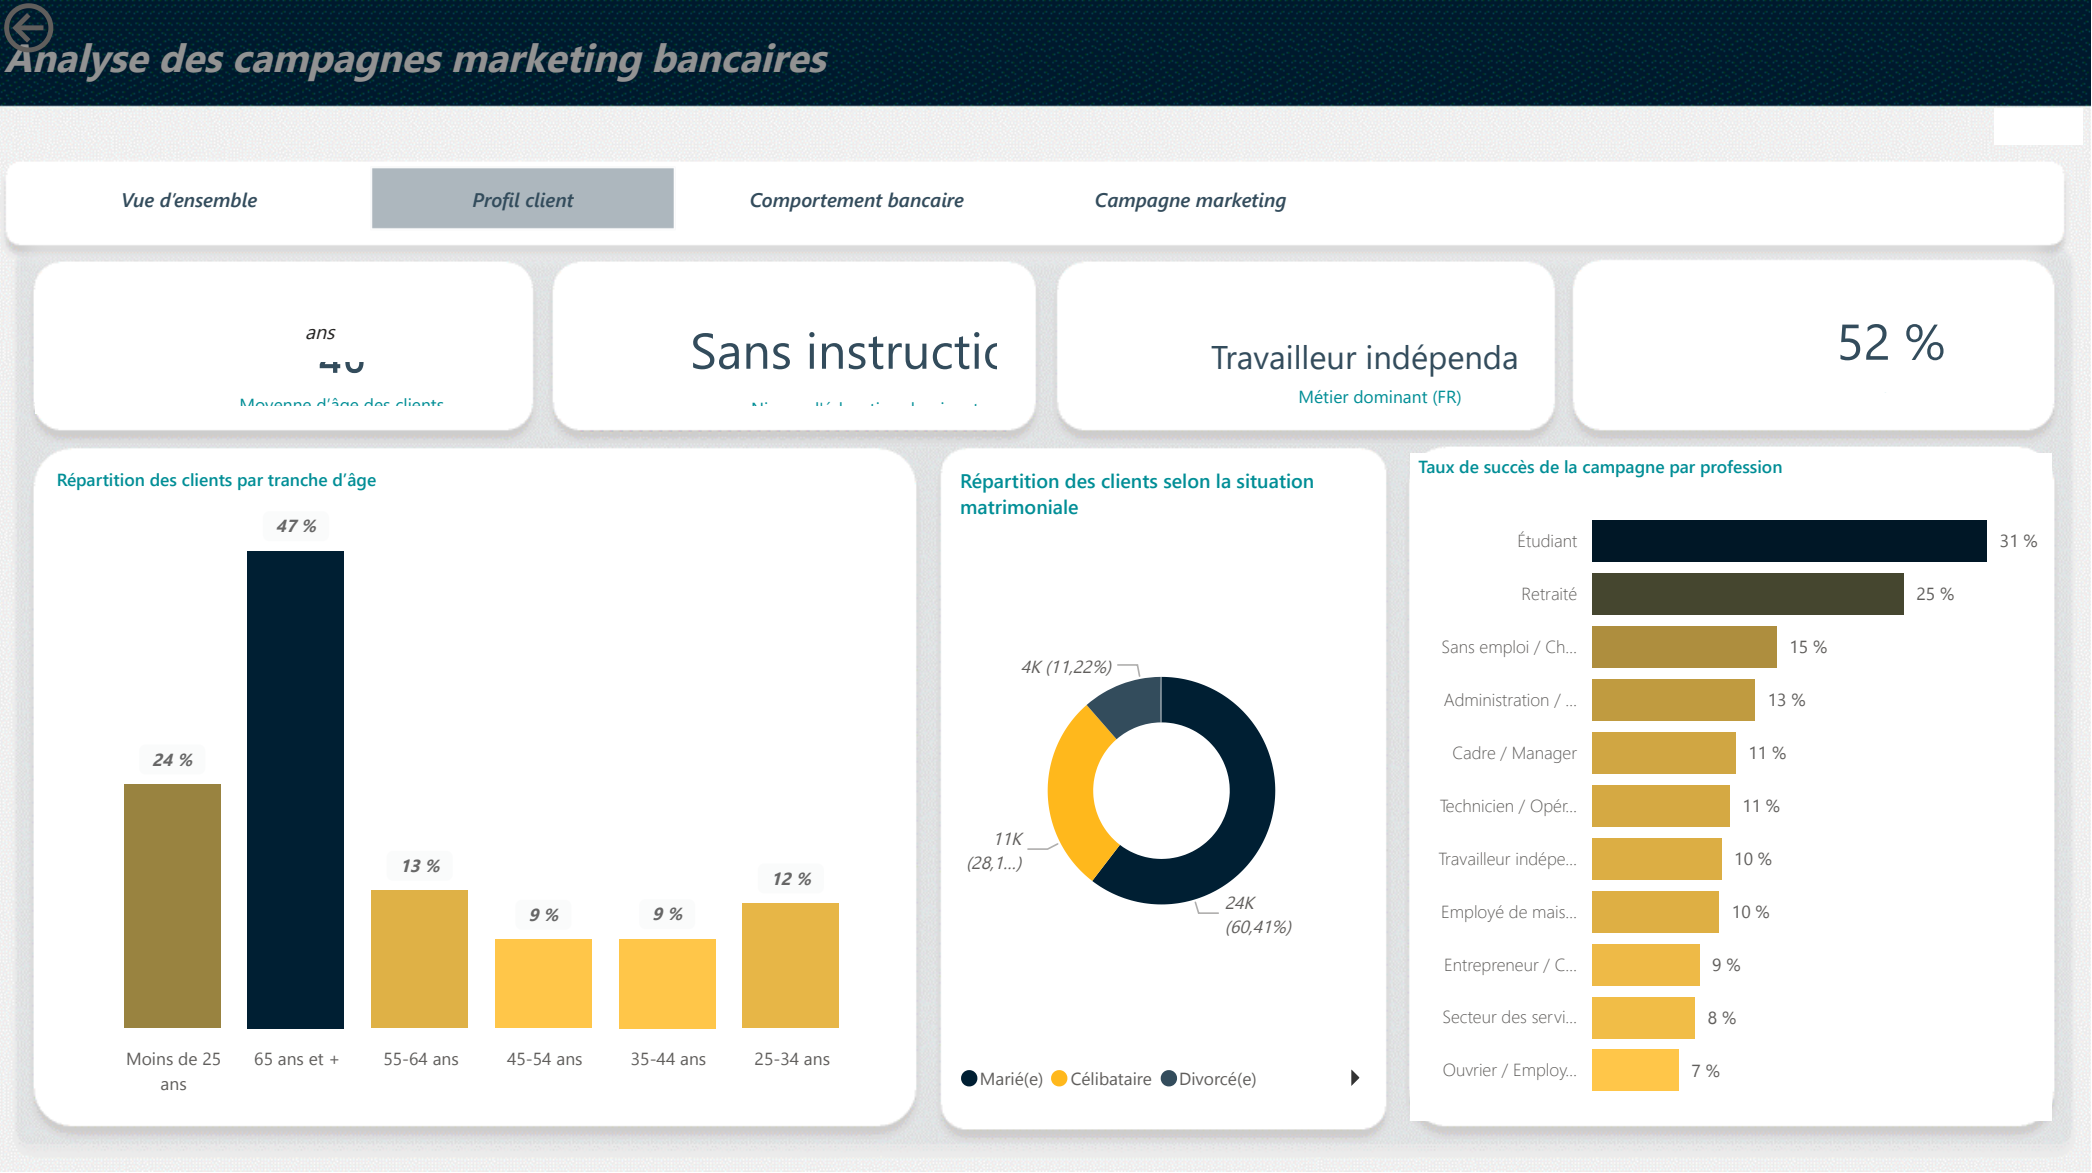 Analyse des campagnes marketing bancaires
Vue d'ensemble
Profil client
Comportement bancaire
Campagne marketing
ans
40
Moyenne d'âge des clients
Sans instructic
Travailleur indépenda
Métier dominant (FR)
52 %
Répartition des clients par tranche d'âge
47 %
24 %
13 %
9 %
9 %
12 %
Moins de 25
ans
65 ans et +
55-64 ans
45-54 ans
35-44 ans
25-34 ans
Répartition des clients selon la situation
matrimoniale
4K (11,22%)
11K
(28,1...)
24K
(60,41%)
Marié(e) Célibataire Divorcé(e)
Taux de succès de la campagne par profession
Étudiant 31 %
Retraité 25 %
Sans emploi / Ch... 15 %
Administration / ... 13 %
Cadre / Manager 11 %
Technicien / Opér... 11 %
Travailleur indépe... 10 %
Employé de mais... 10 %
Entrepreneur / C... 9 %
Secteur des servi... 8 %
Ouvrier / Employ... 7 %